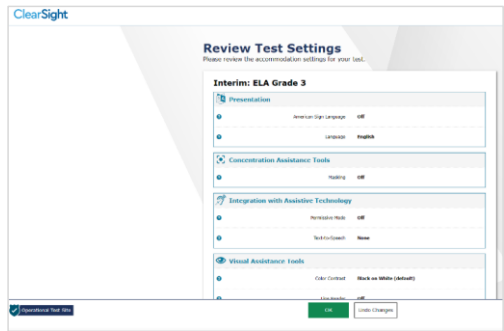 ClearSight
Review Test Settings
Please review the accommodation settings for your test.
Interim: ELA Grade 3
Presentation
American Sign Language Off
Language English
Concentration Assistance Tools
Masking Off
Integration with Assistive Technology
Permissive Mode Off
Text-to-Speech None
Visual Assistance Tools
Color Contrast Black on White (default)
Off
Operational Test Site
OK Undo Changes